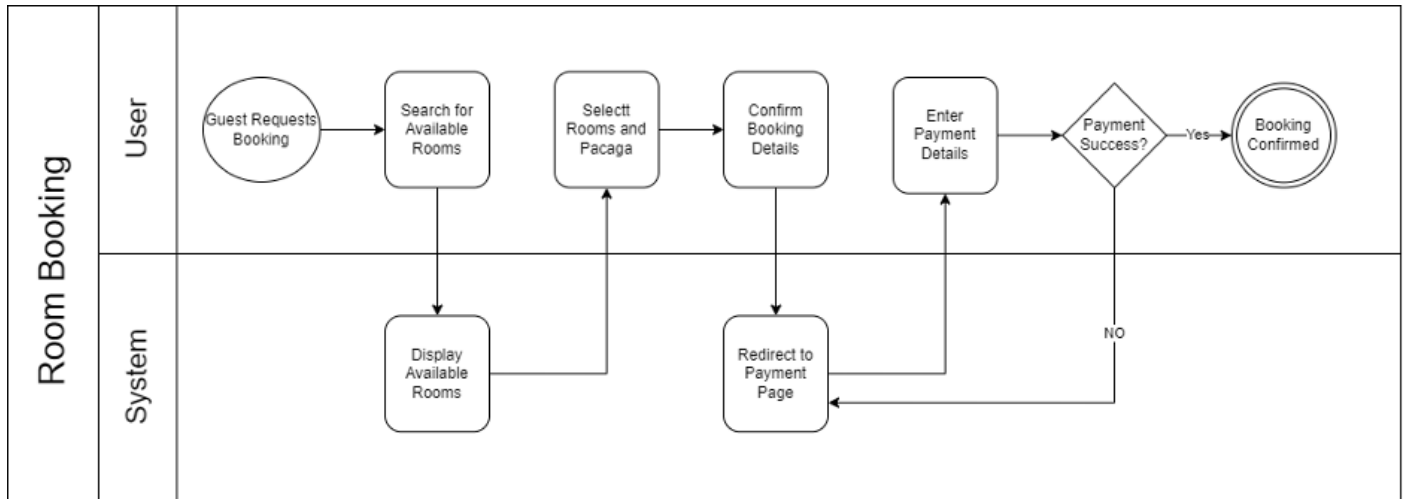 Room Booking
User
Guest Requests
Booking
Search for
Available
Rooms
Selectt
Rooms and
Pacaga
Confirm
Booking
Details
Enter
Payment
Details
Payment
Success?
Yes
Booking
Confirmed
System
Display
Available
Rooms
Redirect to
Payment
Page
NO